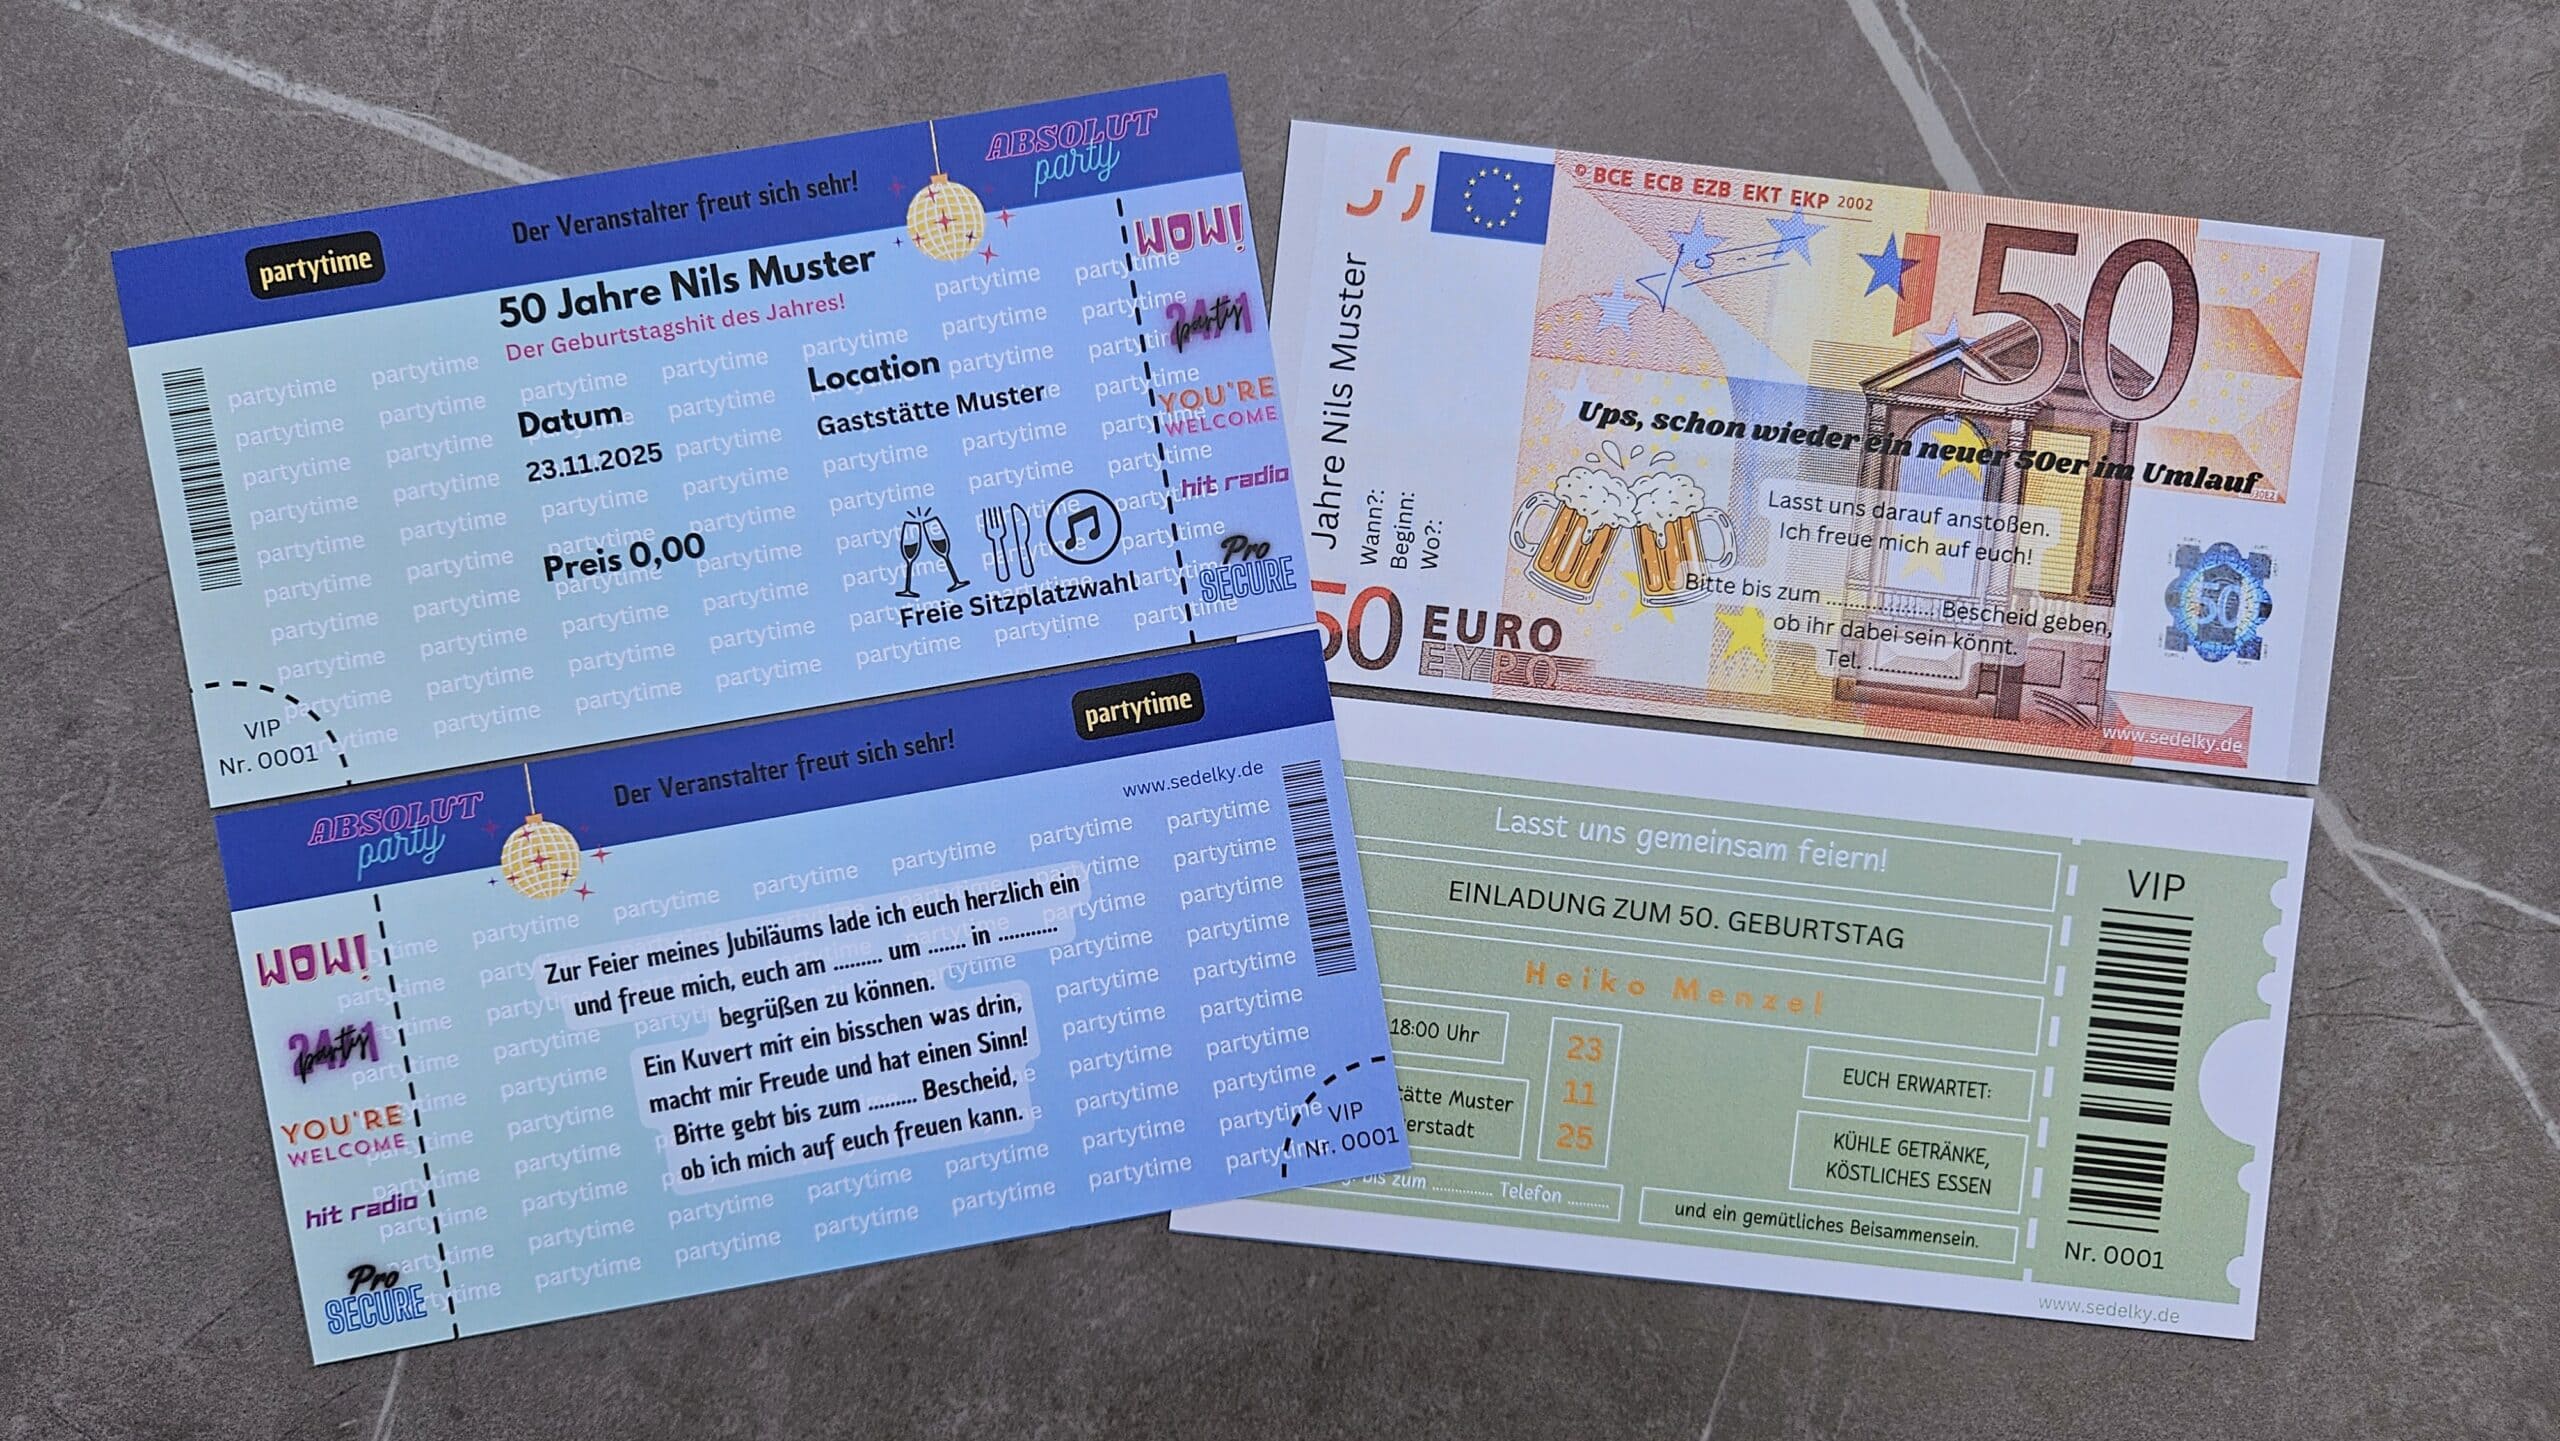 partytime
Der Veranstalter freut sich sehr!
ABSOLUT
party
50 Jahre Nils Muster
Der Geburtstagshit des Jahres!
Datum
23.11.2025
Location
Gaststätte Muster
Preis 0,00
Freie Sitzplatzwahl
VIP
Nr. 0001
WOW!
24/1
party
YOU'RE
WELCOME
hit radio
Pro
SECURE
ABSOLUT
party
Der Veranstalter freut sich sehr!
partytime
www.sedelky.de
WOW!
24/1
party
YOU'RE
WELCOME
hit radio
Pro
SECURE
Zur Feier meines Jubiläums lade ich euch herzlich ein
und freue mich, euch am ......... um ....... in ...........
begrüßen zu können.
Ein Kuvert mit ein bisschen was drin,
macht mir Freude und hat einen Sinn!
Bitte gebt bis zum ......... Bescheid,
ob ich mich auf euch freuen kann.
VIP
Nr. 0001
© BCE ECB EZB EKT EKP 2002
50
Jahre Nils Muster
Wann?:
Beginn:
Wo?:
50 EURO
ΕΥΡΩ
Ups, schon wieder ein neuer 50er im Umlauf
Lasst uns darauf anstoßen.
Ich freue mich auf euch!
Bitte bis zum .................... Bescheid geben,
ob ihr dabei sein könnt.
Tel. .................
50
www.sedelky.de
Lasst uns gemeinsam feiern!
EINLADUNG ZUM 50. GEBURTSTAG
Heiko Menzel
18:00 Uhr
23
11
25
ätte Muster
erstadt
bis zum .............. Telefon ..........
EUCH ERWARTET:
KÜHLE GETRÄNKE,
KÖSTLICHES ESSEN
und ein gemütliches Beisammensein.
VIP
Nr. 0001
www.sedelky.de